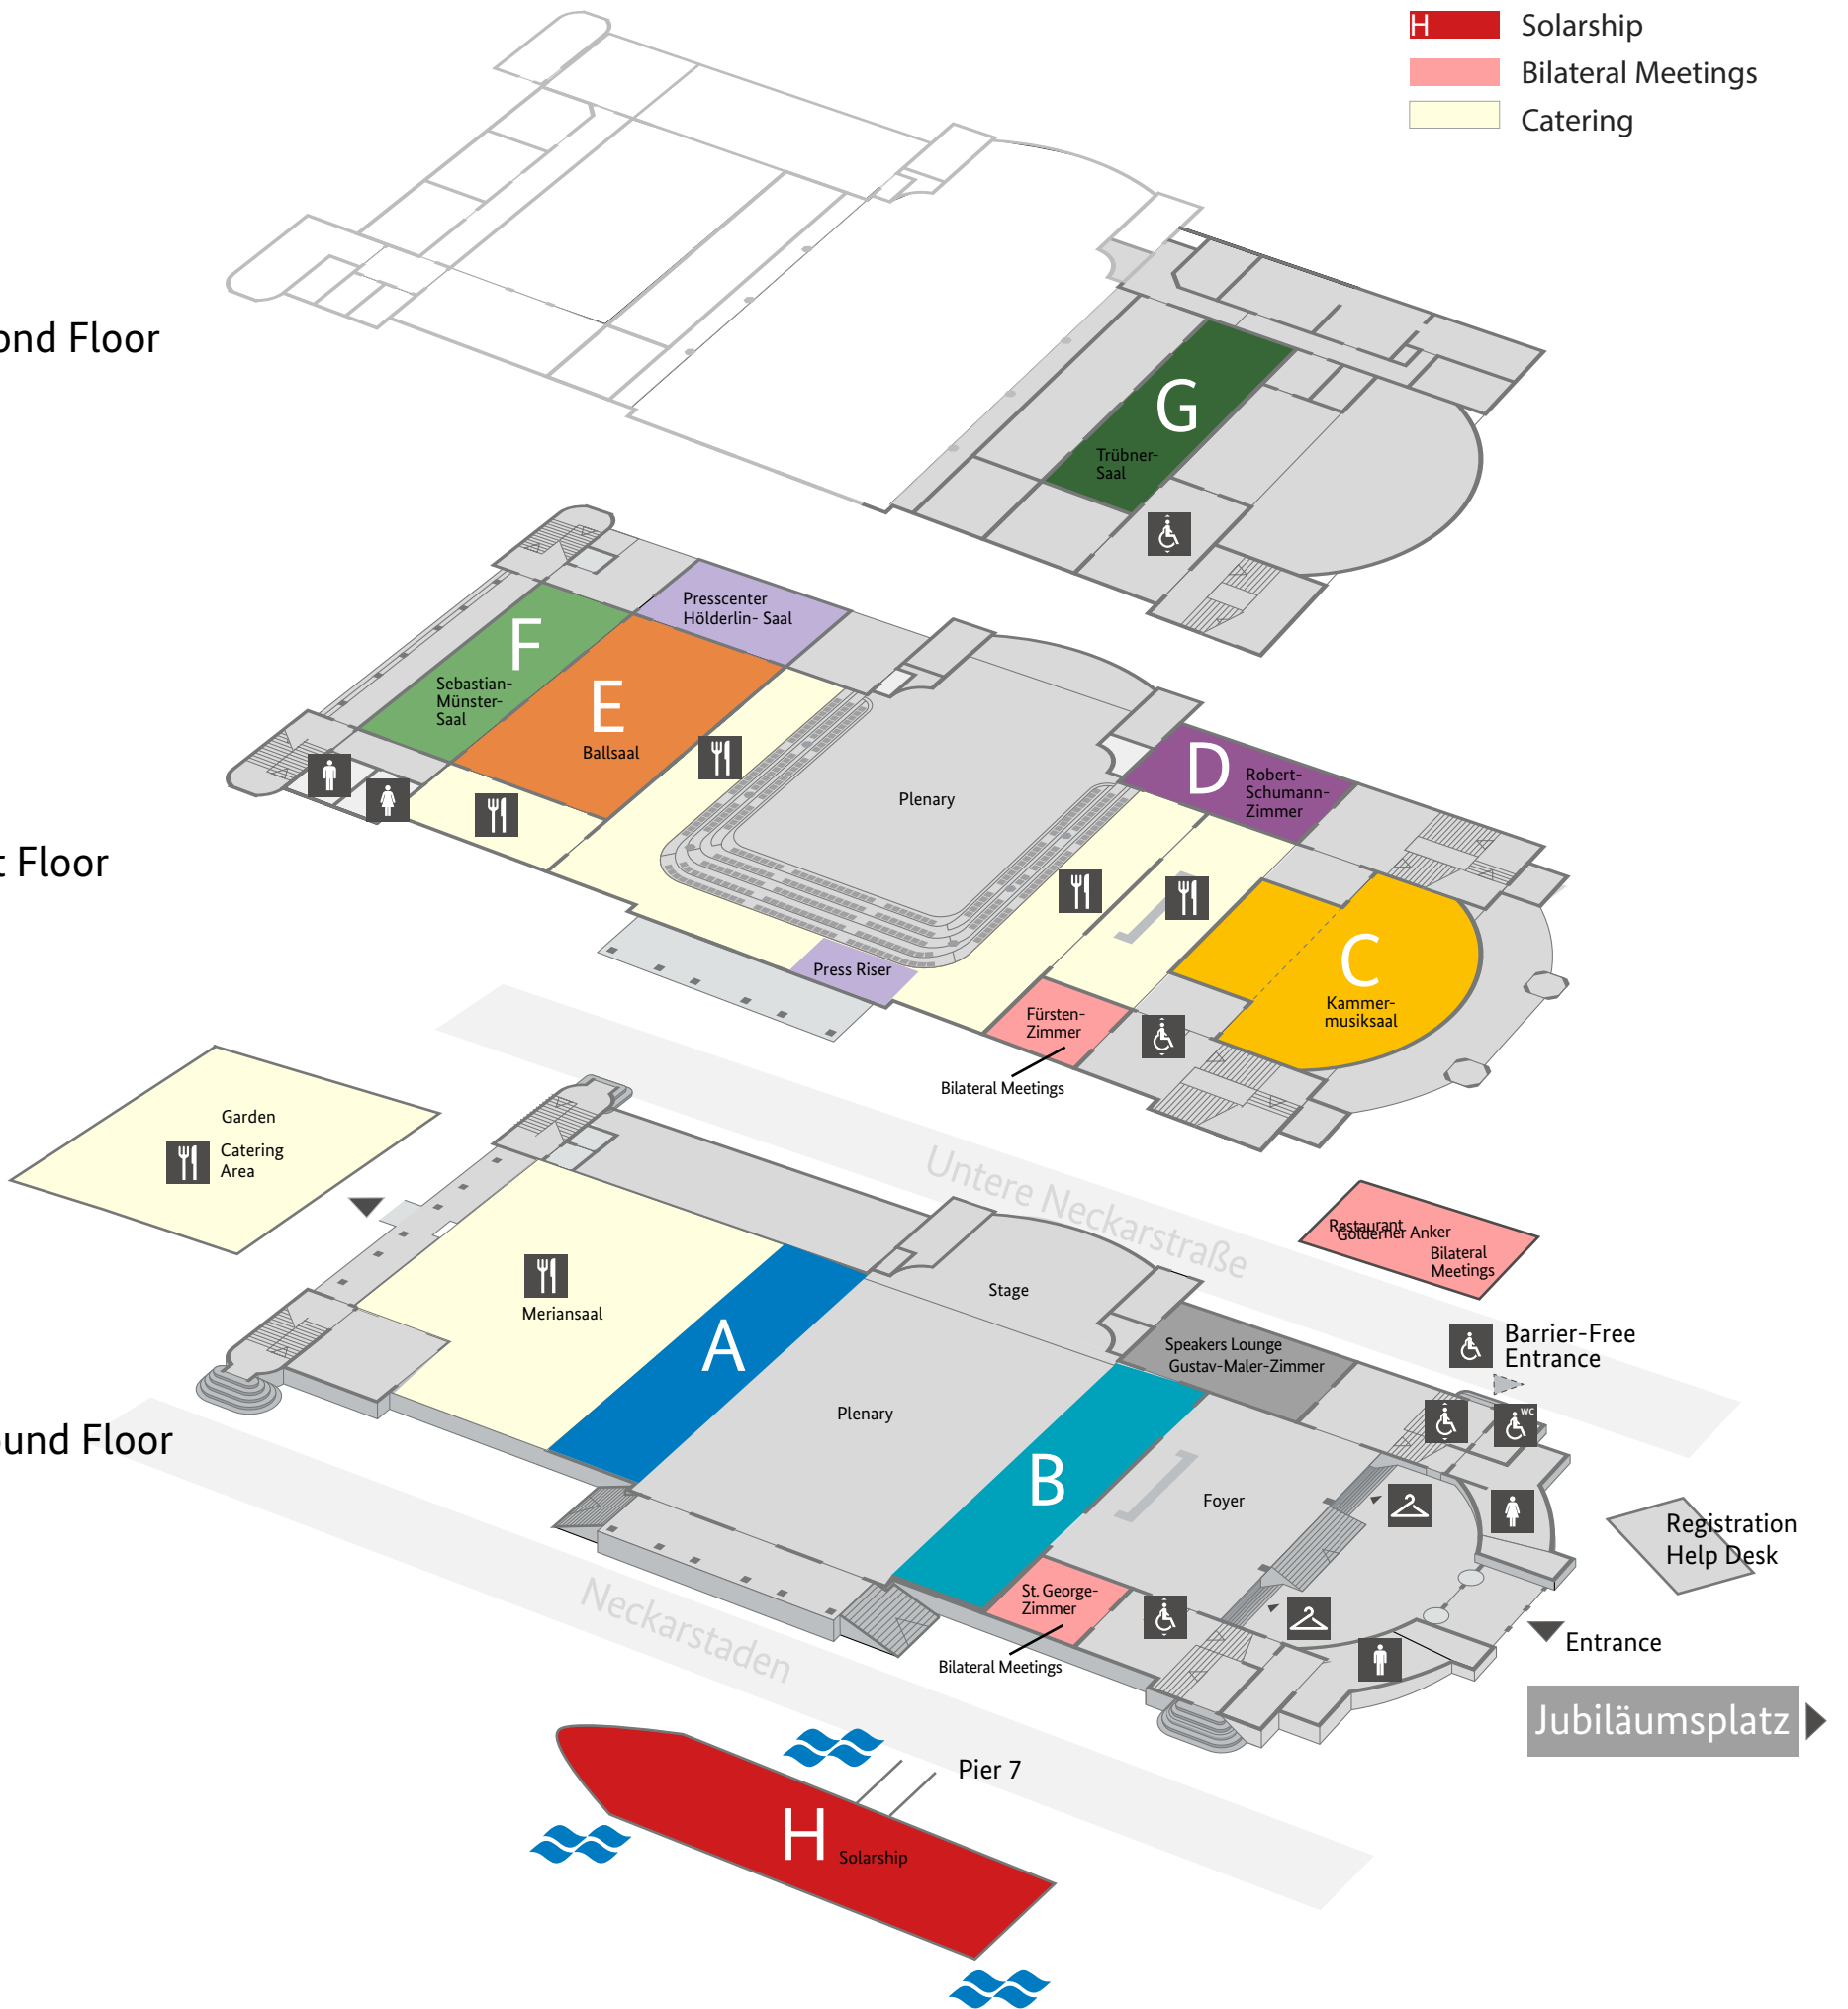 H Solarship
Bilateral Meetings
Catering
ond Floor
G
Trübner-
Saal
Presscenter
Hölderlin- Saal
F
Sebastian-
Münster-
Saal
E
Ballsaal
Plenary
D
Robert-
Schumann-
Zimmer
C
Kammer-
musiksaal
t Floor
Press Riser
Fürsten-
Zimmer
Bilateral Meetings
Garden
Catering
Area
Untere Neckarstraße
Restaurant
Golderner Anker
Bilateral
Meetings
Meriansaal
A
Stage
Plenary
Speakers Lounge
Gustav-Maler-Zimmer
Barrier-Free
Entrance
WC
ound Floor
B
Foyer
Registration
Help Desk
St. George-
Zimmer
Bilateral Meetings
Entrance
Neckarstaden
Jubiläumsplatz
Pier 7
H
Solarship